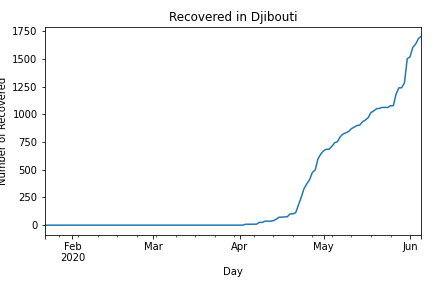 Recovered in Djibouti
1750
1500
1250
1000
750
500
250
0
Number of Recovered
Feb
2020
Mar
Apr
May
Jun
Day